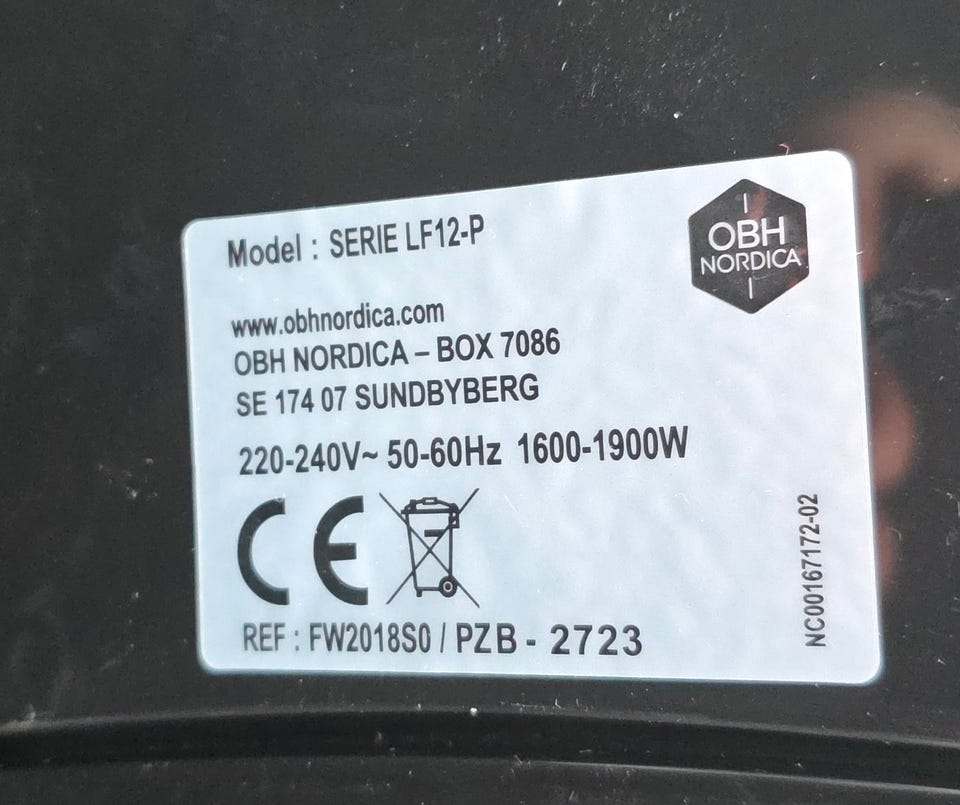 Model : SERIE LF12-P
OBH
NORDICA
www.obhnordica.com
OBH NORDICA – BOX 7086
SE 174 07 SUNDBYBERG
220-240V~ 50-60Hz 1600-1900W
CE
REF : FW2018S0 / PZB - 2723
NC00167172-02